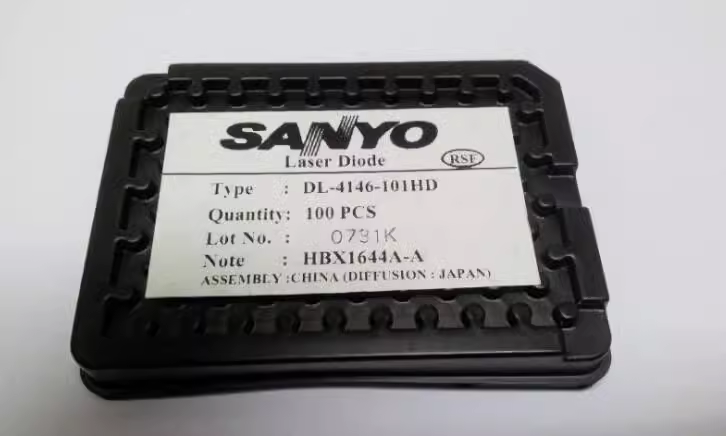 SANYO
Laser Diode RSF
Type : DL-4146-101HD
Quantity: 100 PCS
Lot No. : 0731K
Note : HBX1644A-A
ASSEMBLY :CHINA (DIFFUSION : JAPAN)